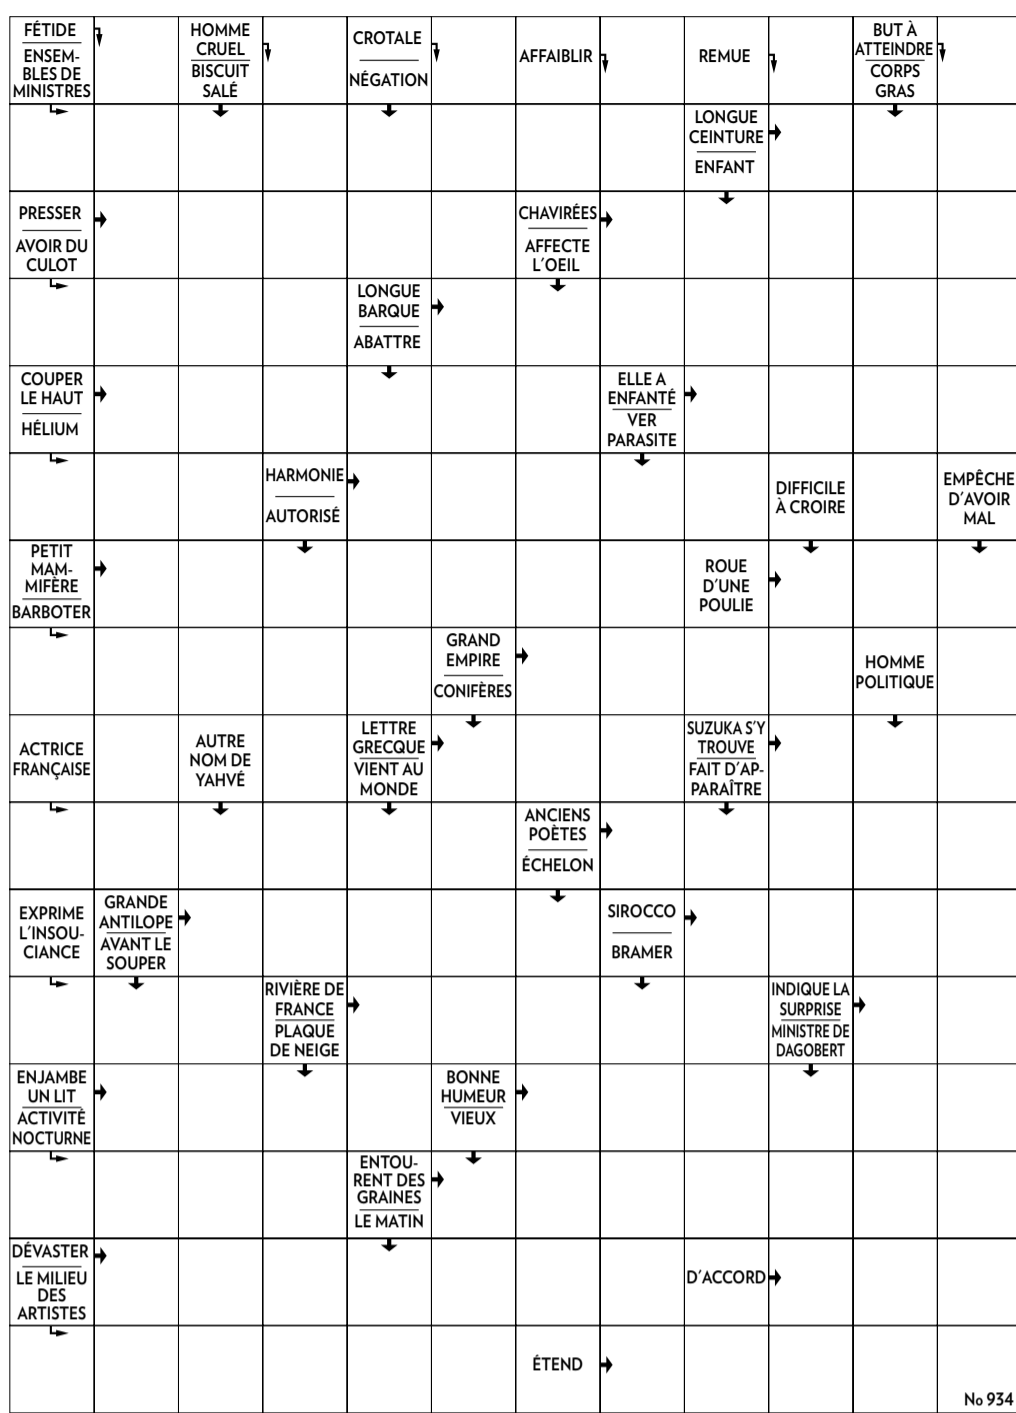 FÉTIDE
ENSEM-
BLES DE
MINISTRES
HOMME
CRUEL
BISCUIT
SALÉ
CROTALE
NÉGATION
AFFAIBLIR
REMUE
BUT À
ATTEINDRE
CORPS
GRAS
LONGUE
CEINTURE
ENFANT
PRESSER
AVOIR DU
CULOT
CHAVIRÉES
AFFECTE
L'OEIL
LONGUE
BARQUE
ABATTRE
COUPER
LE HAUT
HÉLIUM
ELLE A
ENFANTÉ
VER
PARASITE
HARMONIE
AUTORISÉ
DIFFICILE
À CROIRE
EMPÊCHE
D'AVOIR
MAL
PETIT
MAM-
MIFÈRE
BARBOTER
ROUE
D'UNE
POULIE
GRAND
EMPIRE
CONIFÈRES
HOMME
POLITIQUE
ACTRICE
FRANÇAISE
AUTRE
NOM DE
YAHVÉ
LETTRE
GRECQUE
VIENT AU
MONDE
SUZUKA S'Y
TROUVE
FAIT D'AP-
PARAÎTRE
ANCIENS
POÈTES
ÉCHELON
EXPRIME
L'INSOU-
CIANCE
GRANDE
ANTILOPE
AVANT LE
SOUPER
SIROCCO
BRAMER
RIVIÈRE DE
FRANCE
PLAQUE
DE NEIGE
INDIQUE LA
SURPRISE
MINISTRE DE
DAGOBERT
ENJAMBE
UN LIT
ACTIVITÉ
NOCTURNE
BONNE
HUMEUR
VIEUX
ENTOU-
RENT DES
GRAINES
LE MATIN
DÉVASTER
LE MILIEU
DES
ARTISTES
D'ACCORD
ÉTEND
No 934